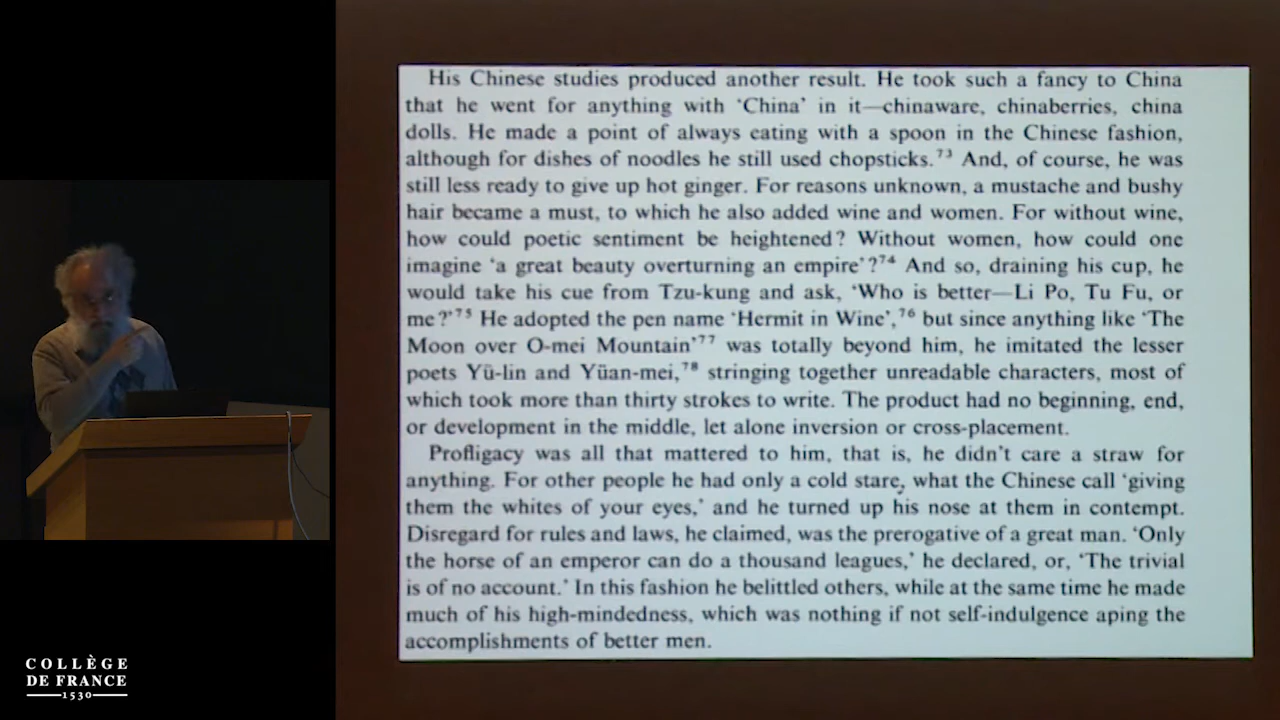 His Chinese studies produced another result. He took such a fancy to China
that he went for anything with ‘China’ in it—chinaware, chinaberries, china
dolls. He made a point of always eating with a spoon in the Chinese fashion,
although for dishes of noodles he still used chopsticks.⁷³ And, of course, he was
still less ready to give up hot ginger. For reasons unknown, a mustache and bushy
hair became a must, to which he also added wine and women. For without wine,
how could poetic sentiment be heightened? Without women, how could one
imagine ‘a great beauty overturning an empire’?⁷⁴ And so, draining his cup, he
would take his cue from Tzu-kung and ask, ‘Who is better—Li Po, Tu Fu, or
me?’⁷⁵ He adopted the pen name ‘Hermit in Wine’,⁷⁶ but since anything like ‘The
Moon over O-mei Mountain’⁷⁷ was totally beyond him, he imitated the lesser
poets Yü-lin and Yüan-mei,⁷⁸ stringing together unreadable characters, most of
which took more than thirty strokes to write. The product had no beginning, end,
or development in the middle, let alone inversion or cross-placement.
Profligacy was all that mattered to him, that is, he didn’t care a straw for
anything. For other people he had only a cold stare, what the Chinese call ‘giving
them the whites of your eyes,’ and he turned up his nose at them in contempt.
Disregard for rules and laws, he claimed, was the prerogative of a great man. ‘Only
the horse of an emperor can do a thousand leagues,’ he declared, or, ‘The trivial
is of no account.’ In this fashion he belittled others, while at the same time he made
much of his high-mindedness, which was nothing if not self-indulgence aping the
accomplishments of better men.
COLLÈGE
DE FRANCE
1530